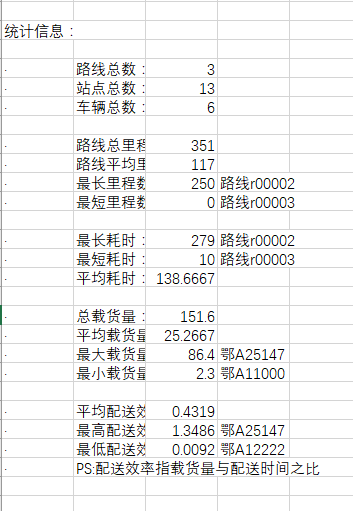 统计信息：
路线总数： 3
站点总数： 13
车辆总数： 6
路线总里程 351
路线平均里 117
最长里程数 250 路线r00002
最短里程数 0 路线r00003
最长耗时： 279 路线r00002
最短耗时： 10 路线r00003
平均耗时： 138.6667
总载货量： 151.6
平均载货量 25.2667
最大载货量 86.4 鄂A25147
最小载货量 2.3 鄂A11000
平均配送效 0.4319
最高配送效 1.3486 鄂A25147
最低配送效 0.0092 鄂A12222
PS:配送效率指载货量与配送时间之比